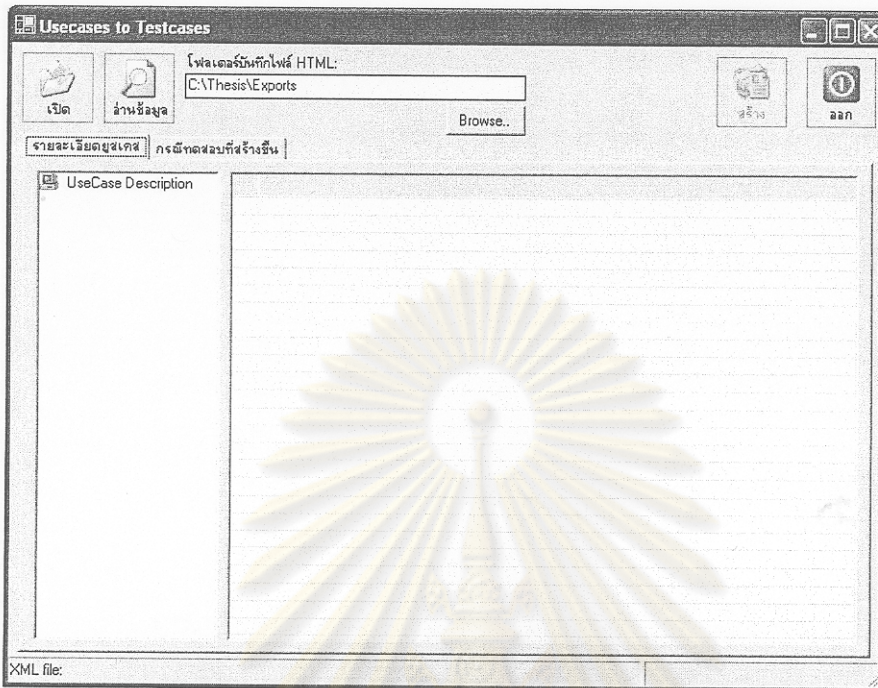 Usecases to Testcases
โฟลเดอร์บันทึกไฟล์ HTML:
C:\Thesis\Exports
เปิด
อ่านข้อมูล
Browse..
สร้าง
ออก
รายละเอียดยูสเคส
กรณีทดสอบที่สร้างขึ้น
UseCase Description
XML file: